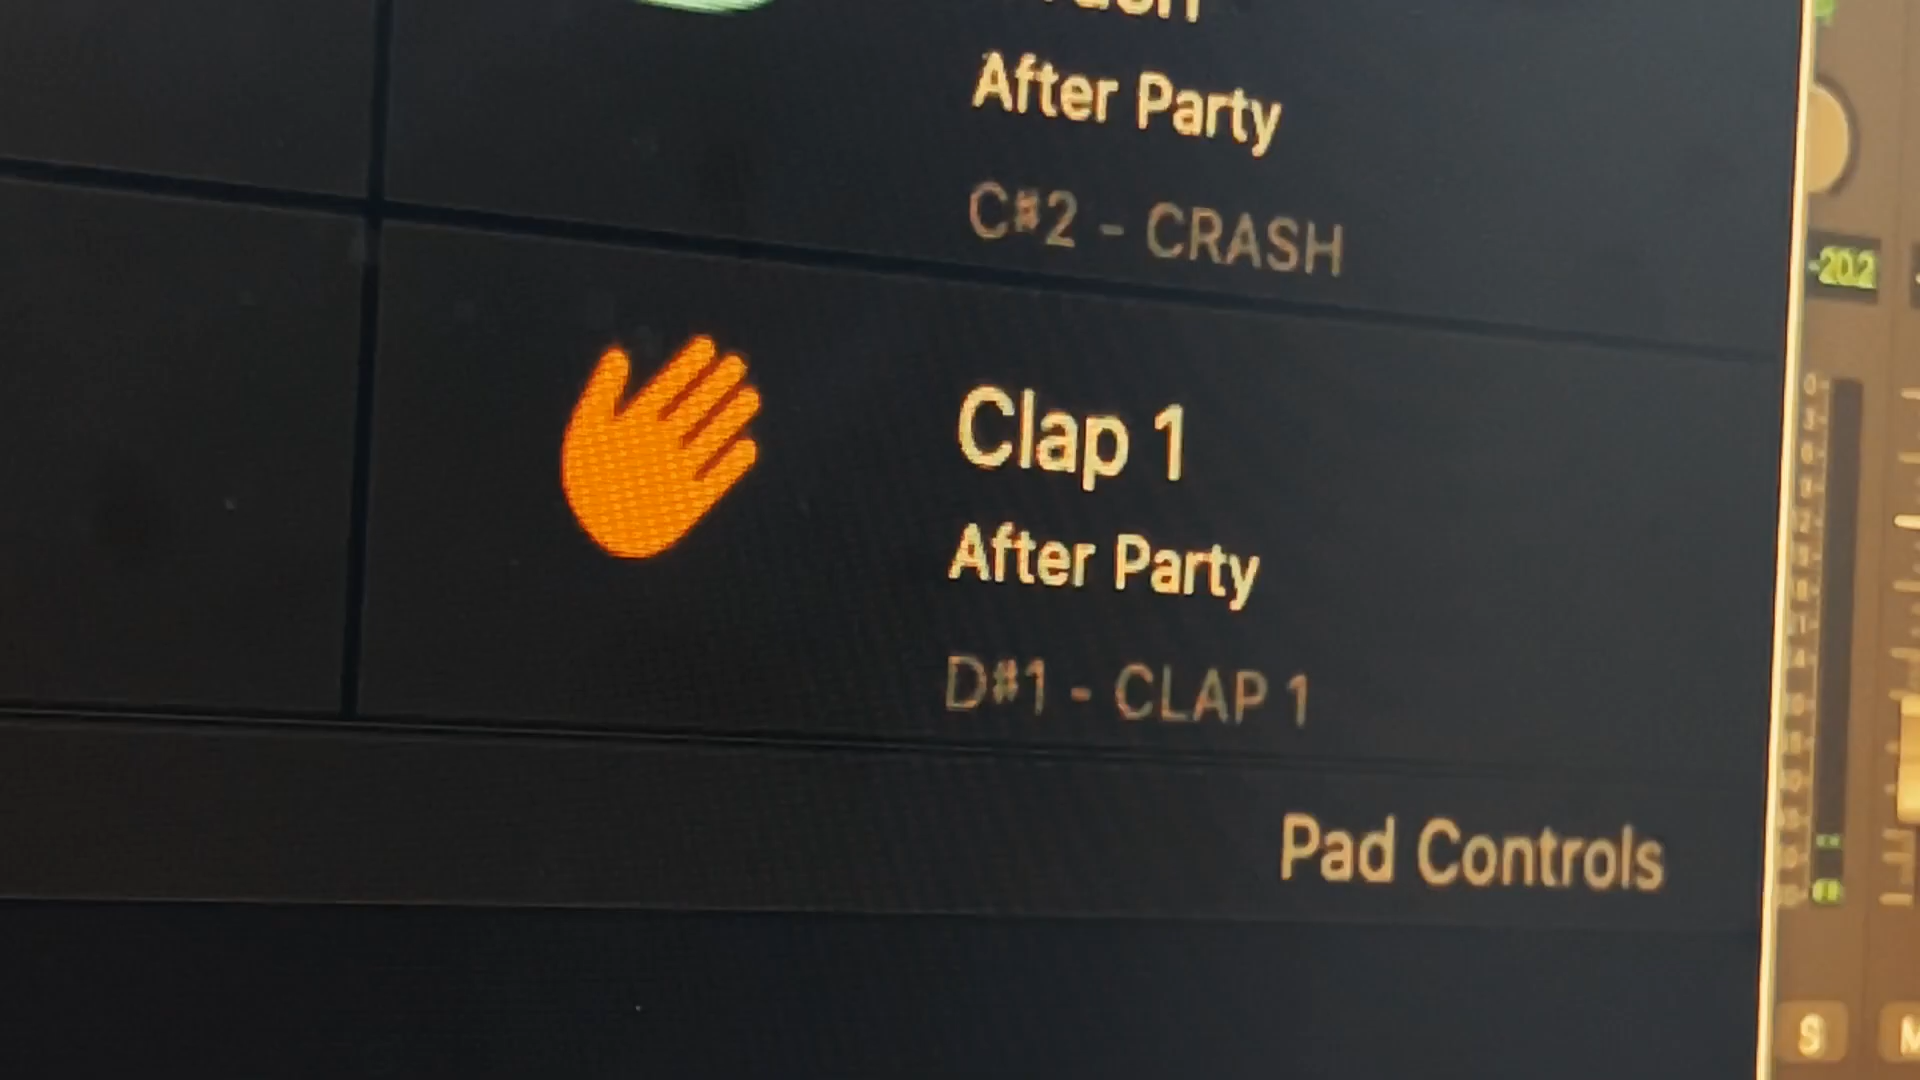 After Party
C#2 - CRASH
-20.2
Clap 1
After Party
D#1 - CLAP 1
Pad Controls
S
M